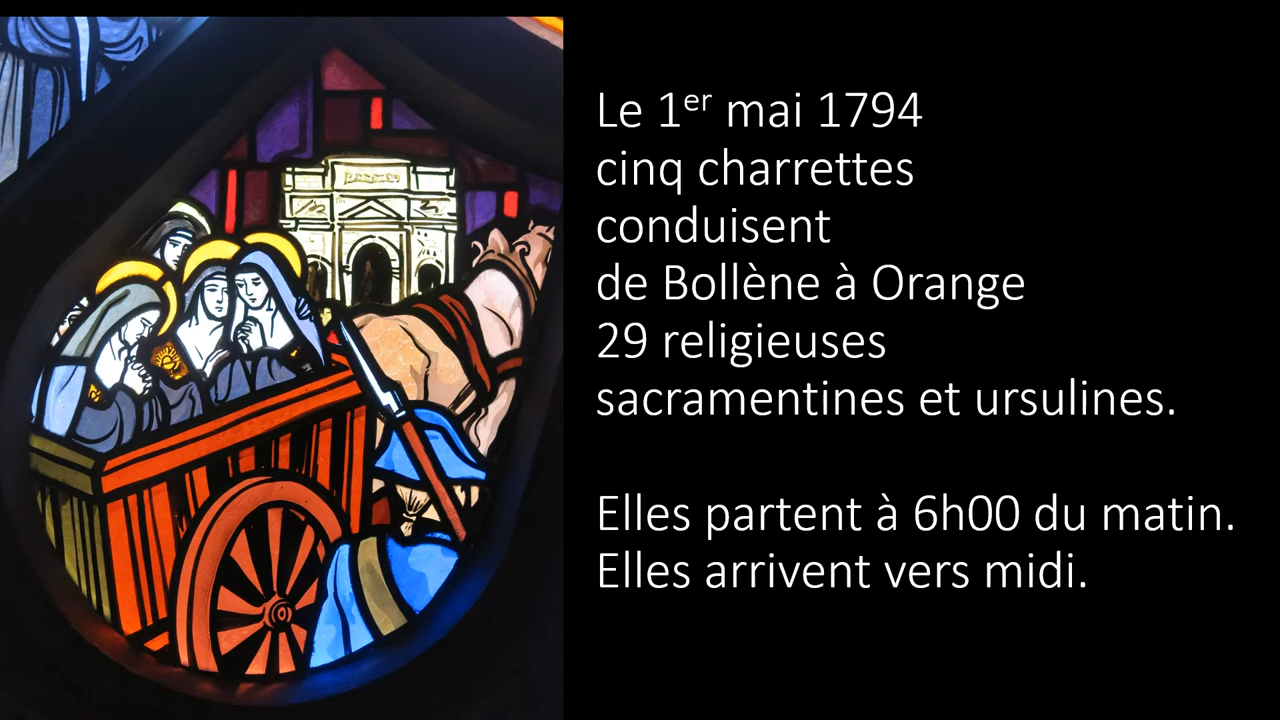 Le 1er mai 1794
cinq charrettes
conduisent
de Bollène à Orange
29 religieuses
sacramentines et ursulines.
Elles partent à 6h00 du matin.
Elles arrivent vers midi.